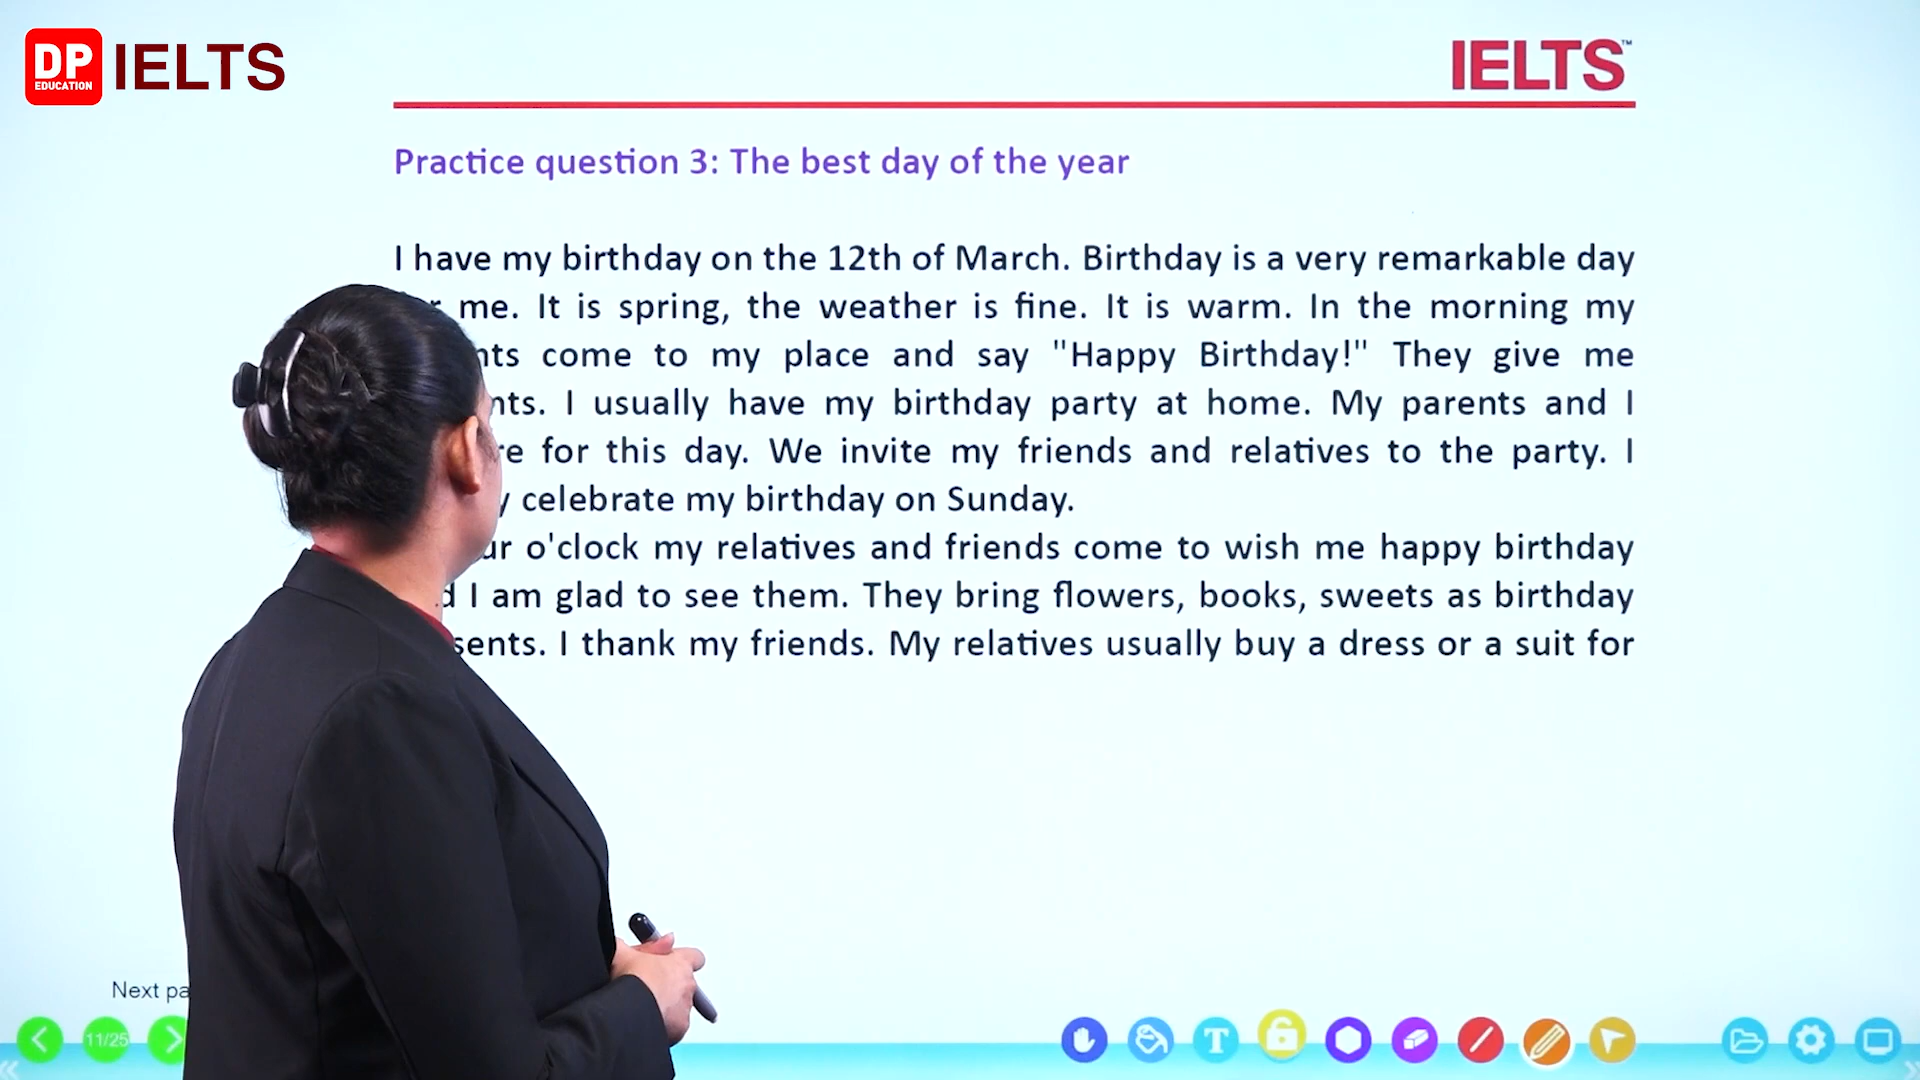 DP
EDUCATION
IELTS
IELTS™
Practice question 3: The best day of the year
I have my birthday on the 12th of March. Birthday is a very remarkable day
me. It is spring, the weather is fine. It is warm. In the morning my
come to my place and say "Happy Birthday!" They give me
I usually have my birthday party at home. My parents and I
for this day. We invite my friends and relatives to the party. I
celebrate my birthday on Sunday.
o'clock my relatives and friends come to wish me happy birthday
I am glad to see them. They bring flowers, books, sweets as birthday
I thank my friends. My relatives usually buy a dress or a suit for
Next
11/25
T